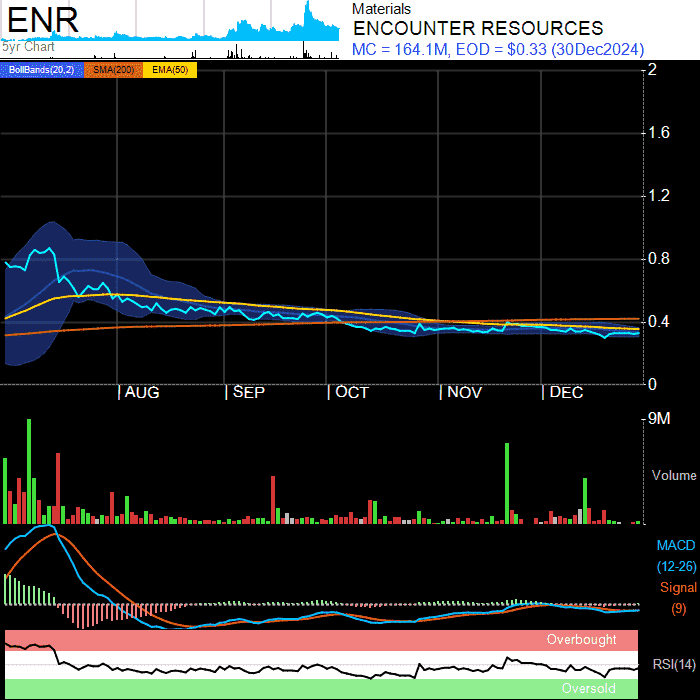 ENR
5yr Chart
Materials
ENCOUNTER RESOURCES
MC = 164.1M, EOD = $0.33 (30Dec2024)
BollBands(20,2) SMA(200) EMA(50)
2
1.6
1.2
0.8
0.4
0
AUG SEP OCT NOV DEC
9M
Volume
MACD
(12-26)
Signal
(9)
Overbought
RSI(14)
Oversold